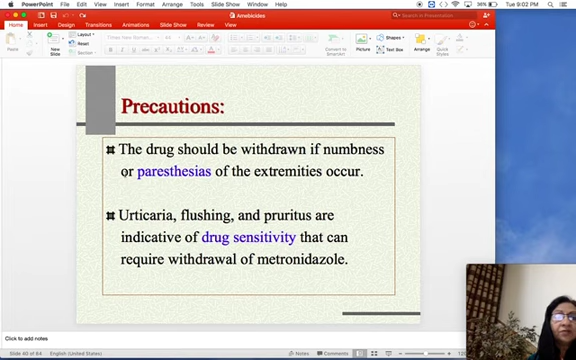 PowerPoint File Edit View Insert Format Arrange Tools Slide Show Window Help 36% Tue 9:02 PM
Amebicides
Search in Presentation
Home Insert Design Transitions Animations Slide Show Review View
Paste New Slide Layout Reset Section Convert to SmartArt Picture Shapes Text Box Arrange Quick Styles
Precautions:
The drug should be withdrawn if numbness
or paresthesias of the extremities occur.
Urticaria, flushing, and pruritus are
indicative of drug sensitivity that can
require withdrawal of metronidazole.
Click to add notes
Slide 40 of 64 English (United States) Notes Comments